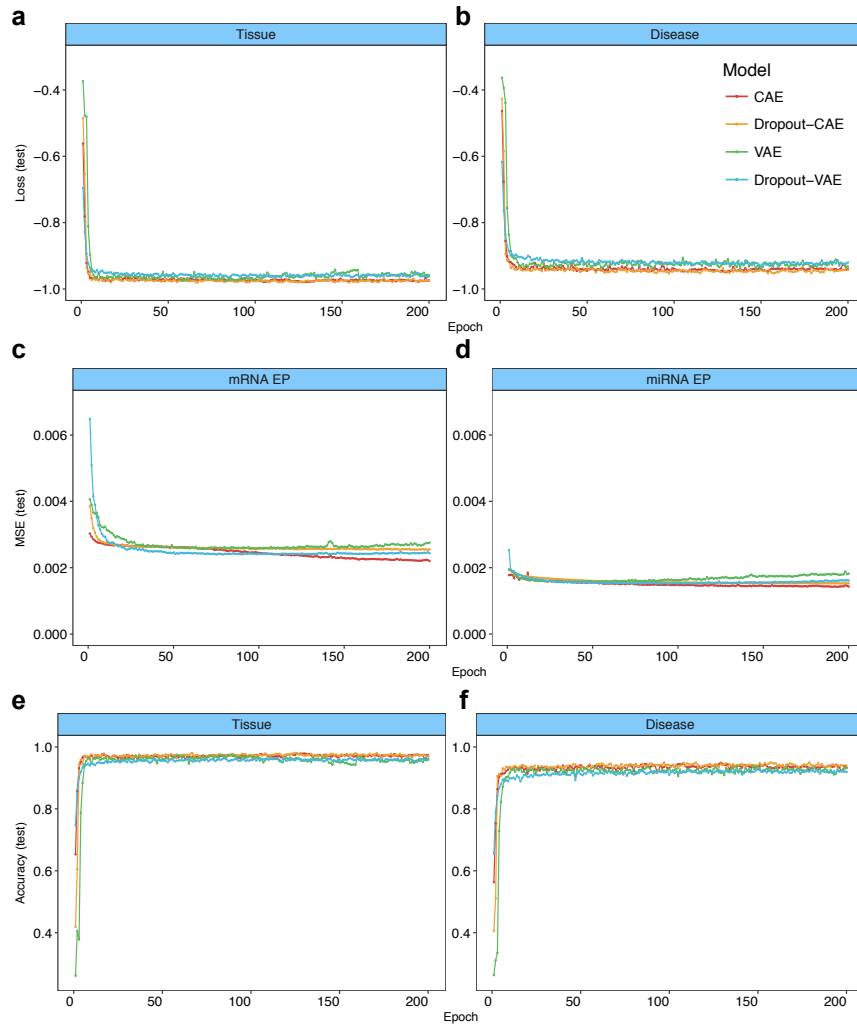 a
Tissue
b
Disease
Loss (test)
−0.4
−0.6
−0.8
−1.0
0
50
100
150
200
−0.4
−0.6
−0.8
−1.0
0
50
100
150
200
Model
CAE
Dropout−CAE
VAE
Dropout−VAE
Epoch
c
mRNA EP
d
miRNA EP
MSE (test)
0.006
0.004
0.002
0.000
0
50
100
150
200
0.006
0.004
0.002
0.000
0
50
100
150
200
Epoch
e
Tissue
f
Disease
Accuracy (test)
1.0
0.8
0.6
0.4
0
50
100
150
200
1.0
0.8
0.6
0.4
0
50
100
150
200
Epoch